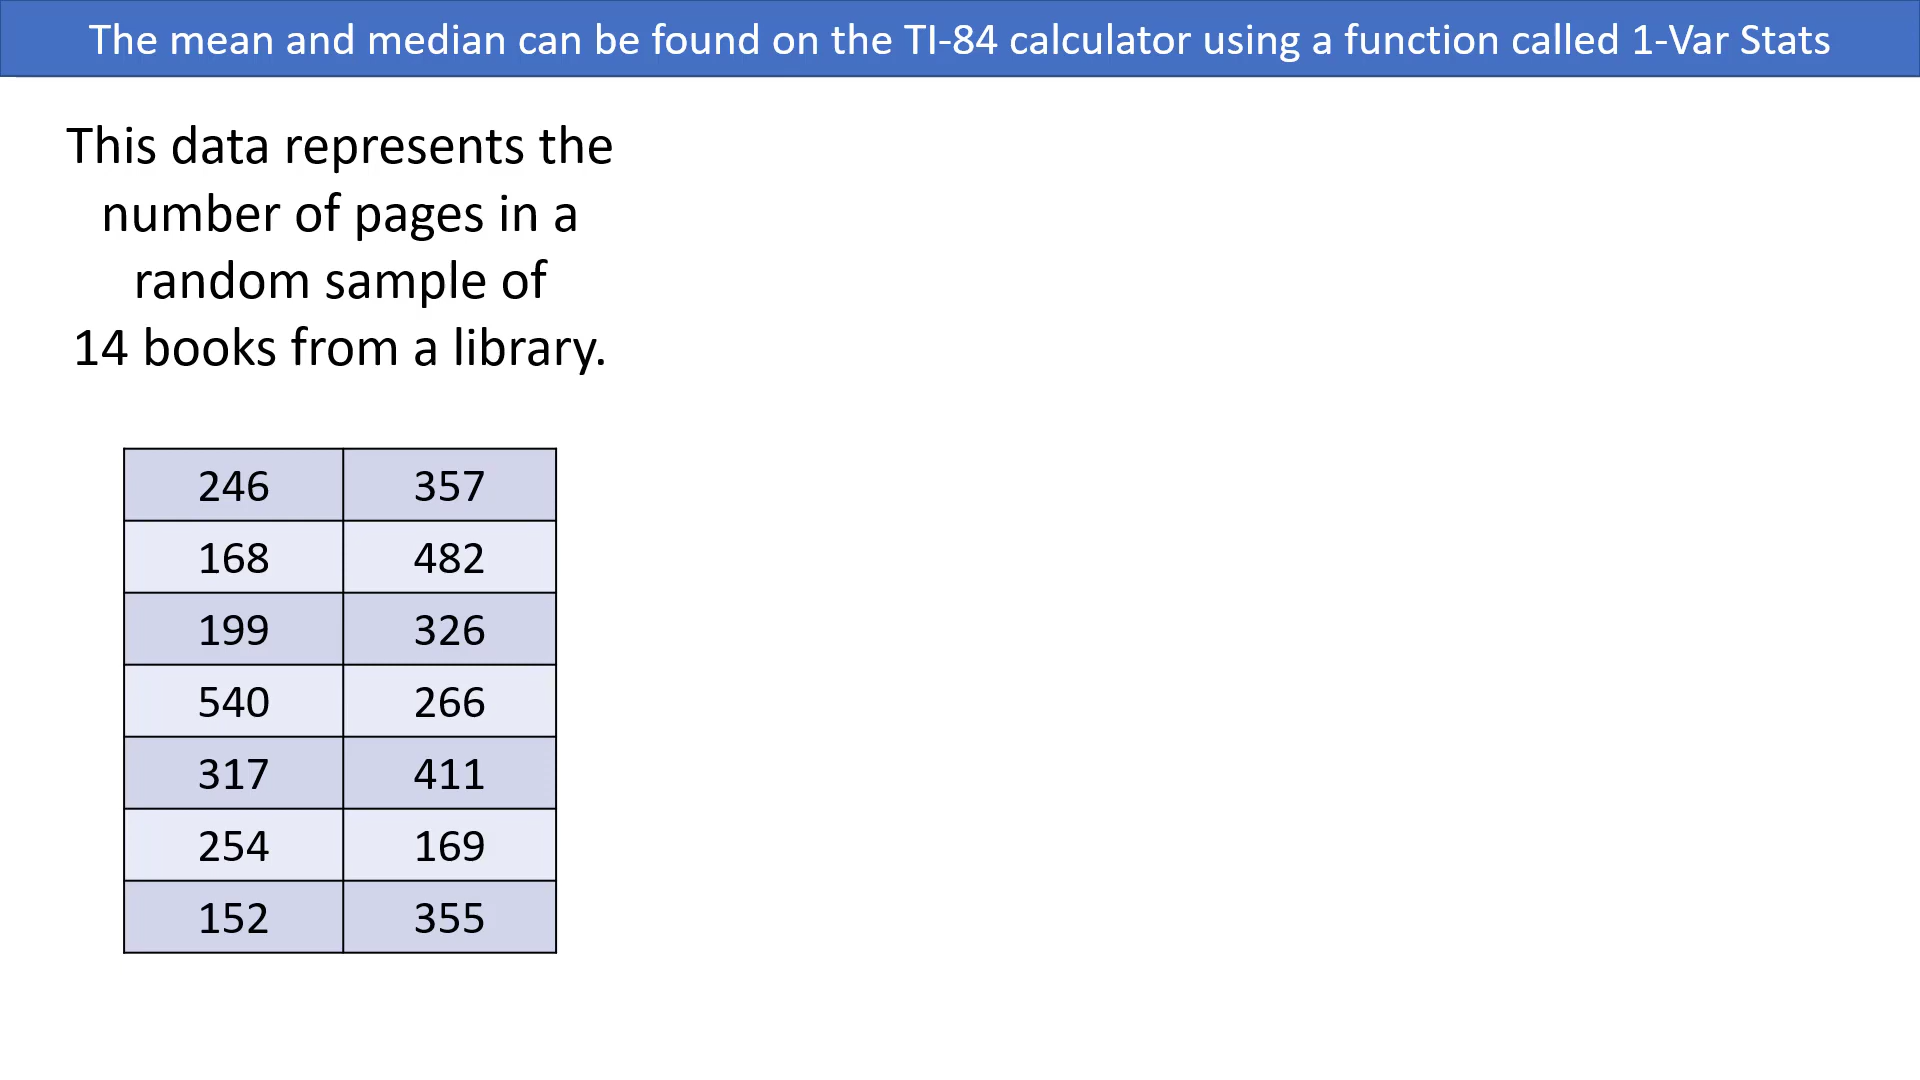 The mean and median can be found on the TI-84 calculator using a function called 1-Var Stats
This data represents the
number of pages in a
random sample of
14 books from a library.
246 357
168 482
199 326
540 266
317 411
254 169
152 355